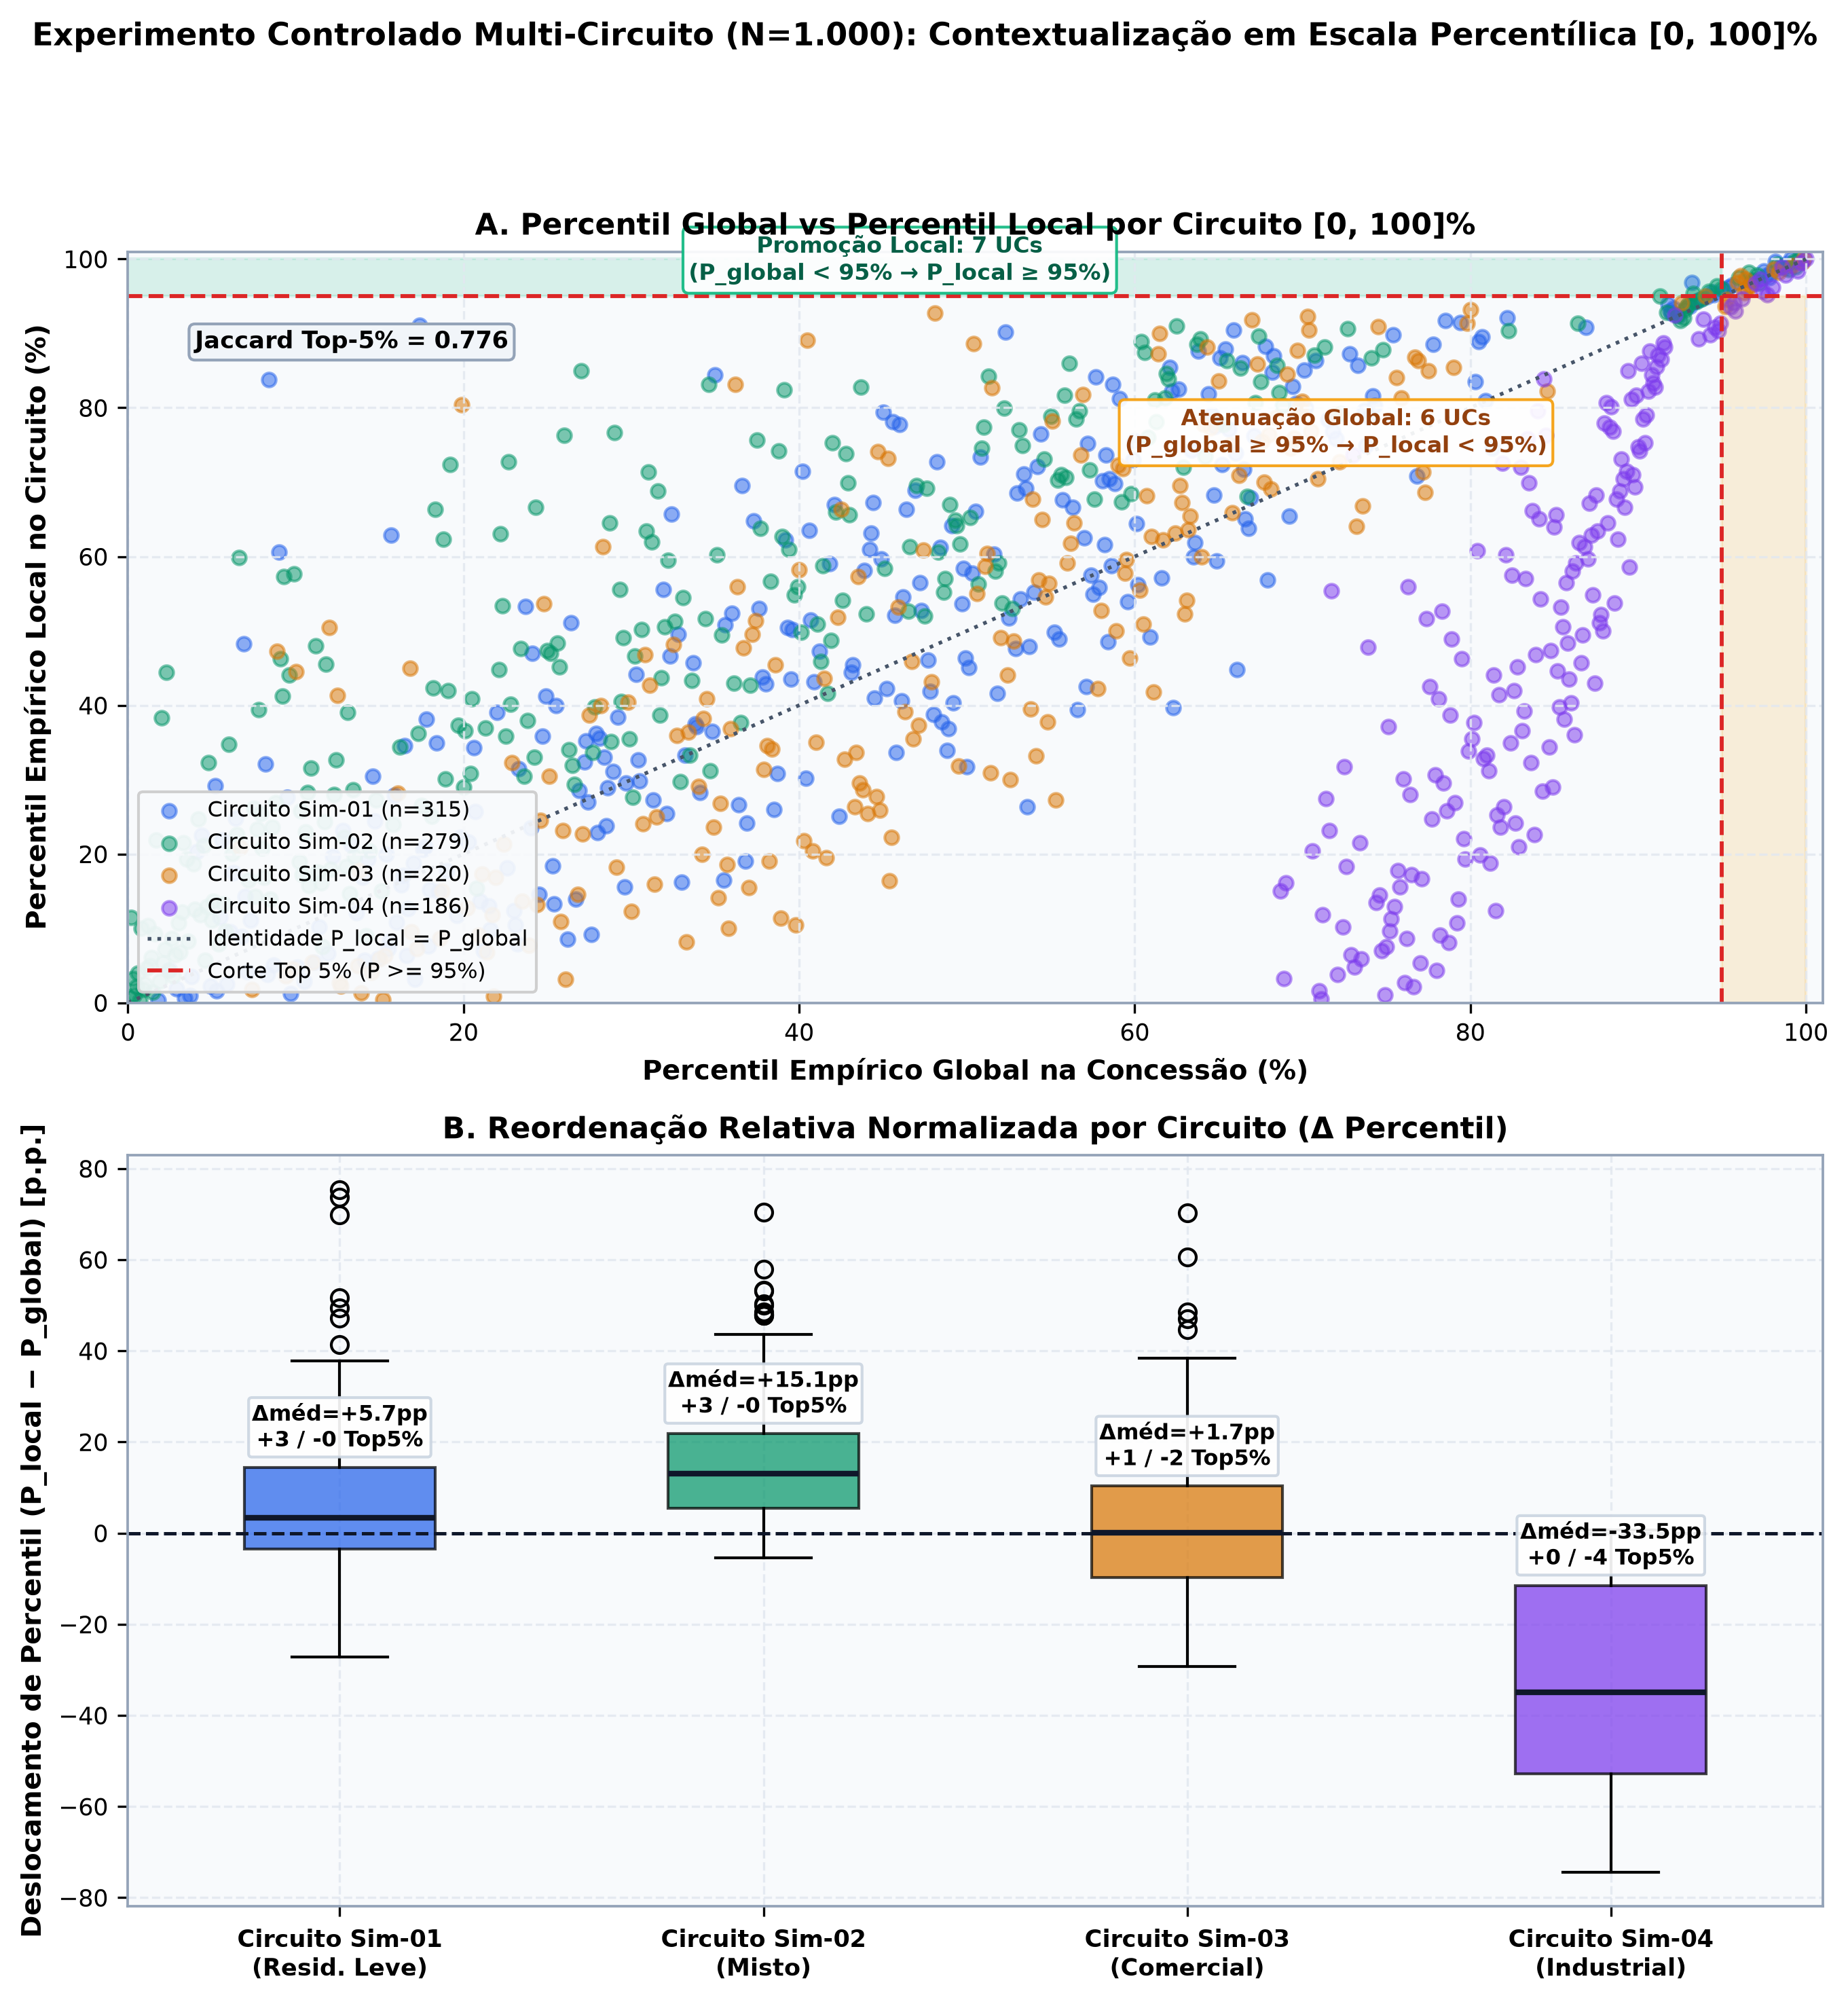 Experimento Controlado Multi-Circuito (N=1.000): Contextualização em Escala Percentílica [0, 100]%
A. Percentil Global vs Percentil Local por Circuito [0, 100]%
Promoção Local: 7 UCs
(P_global < 95% → P_local ≥ 95%)
Jaccard Top-5% = 0.776
Atenuação Global: 6 UCs
(P_global ≥ 95% → P_local < 95%)
Percentil Empírico Local no Circuito (%)
100
80
60
40
20
0
Circuito Sim-01 (n=315)
Circuito Sim-02 (n=279)
Circuito Sim-03 (n=220)
Circuito Sim-04 (n=186)
Identidade P_local = P_global
Corte Top 5% (P >= 95%)
0 20 40 60 80 100
Percentil Empírico Global na Concessão (%)
B. Reordenação Relativa Normalizada por Circuito (Δ Percentil)
Deslocamento de Percentil (P_local − P_global) [p.p.]
80
60
40
20
0
−20
−40
−60
−80
Δméd=+5.7pp
+3 / -0 Top5%
Δméd=+15.1pp
+3 / -0 Top5%
Δméd=+1.7pp
+1 / -2 Top5%
Δméd=-33.5pp
+0 / -4 Top5%
Circuito Sim-01
(Resid. Leve)
Circuito Sim-02
(Misto)
Circuito Sim-03
(Comercial)
Circuito Sim-04
(Industrial)